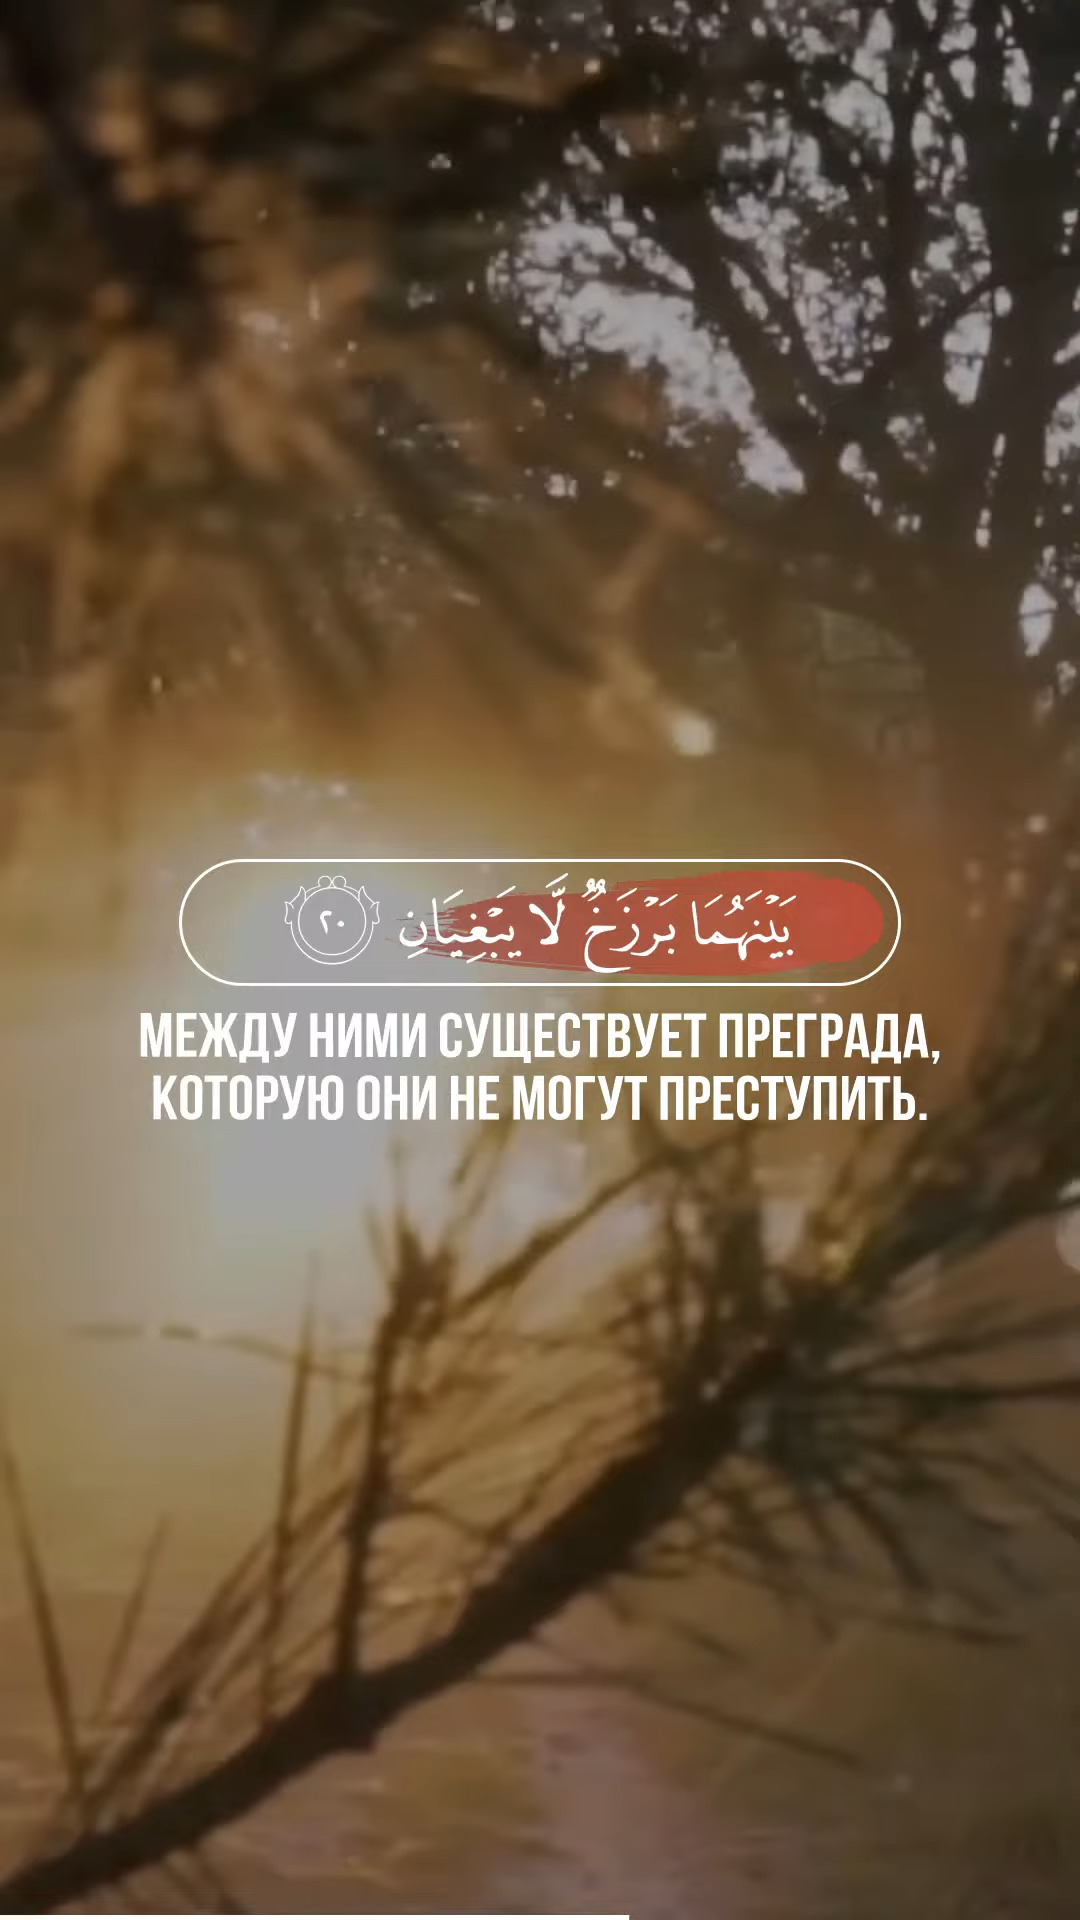 بَيْنَهُمَا بَرْزَخٌ لَّا يَبْغِيَانِ ٢٠
МЕЖДУ НИМИ СУЩЕСТВУЕТ ПРЕГРАДА,
КОТОРУЮ ОНИ НЕ МОГУТ ПРЕСТУПИТЬ.